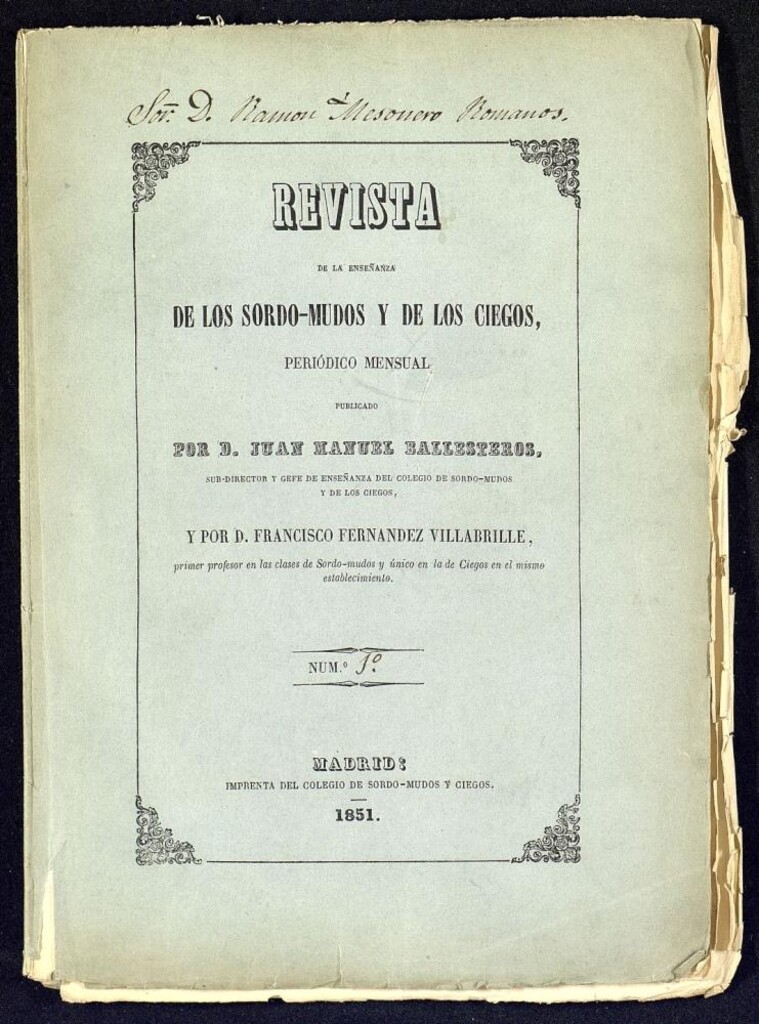 Sor. D. Ramon de Mesonero Romanos.
REVISTA
DE LA ENSEÑANZA
DE LOS SORDO-MUDOS Y DE LOS CIEGOS,
PERIÓDICO MENSUAL
PUBLICADO
POR D. JUAN MANUEL BALLESTEROS,
SUB-DIRECTOR Y GEFE DE ENSEÑANZA DEL COLEGIO DE SORDO-MUDOS
Y DE LOS CIEGOS,
Y POR D. FRANCISCO FERNANDEZ VILLABRILLE,
primer profesor en las clases de Sordo-mudos y único en la de Ciegos en el mismo
establecimiento.
NUM.º 1º
MADRID:
IMPRENTA DEL COLEGIO DE SORDO-MUDOS Y CIEGOS.
1851.